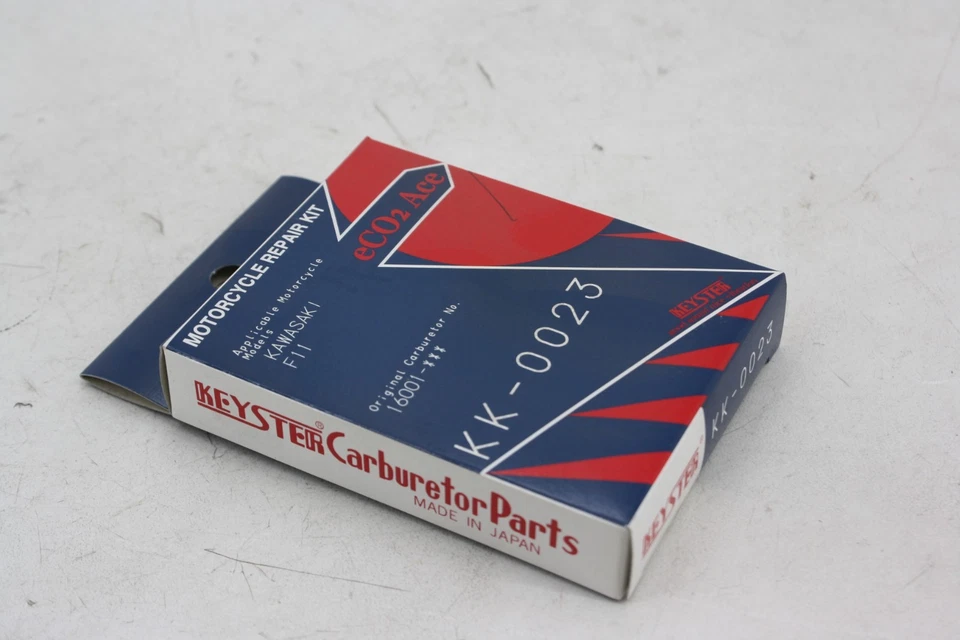 MOTORCYCLE REPAIR KIT
eCO2 Ace
Applicable Motorcycle
Models
KAWASAKI
F11
Original Carburetor No.
16001-***
KK-0023
KEYSTER
KEYSTER® Carburetor Parts
MADE IN JAPAN
KK-0023
KEYSTER